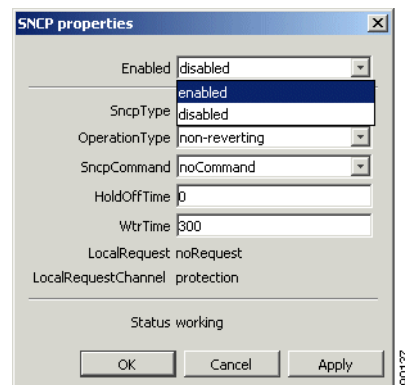 SNCP properties
Enabled disabled
enabled
SncpType disabled
OperationType non-reverting
SncpCommand noCommand
HoldOffTime 0
WtrTime 300
LocalRequest noRequest
LocalRequestChannel protection
Status working
OK Cancel Apply